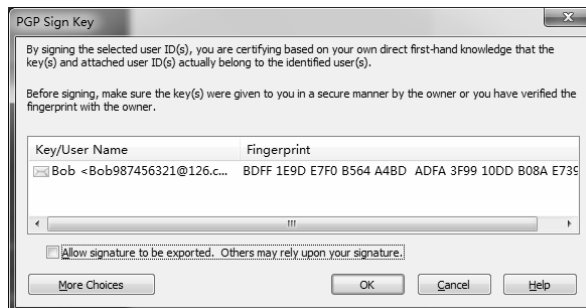 PGP Sign Key
By signing the selected user ID(s), you are certifying based on your own direct first-hand knowledge that the
key(s) and attached user ID(s) actually belong to the identified user(s).
Before signing, make sure the key(s) were given to you in a secure manner by the owner or you have verified the
fingerprint with the owner.
Key/User Name Fingerprint
Bob <Bob987456321@126.c... BDFF 1E9D E7F0 B564 A4BD ADFA 3F99 10DD B08A E739
Allow signature to be exported. Others may rely upon your signature.
More Choices OK Cancel Help